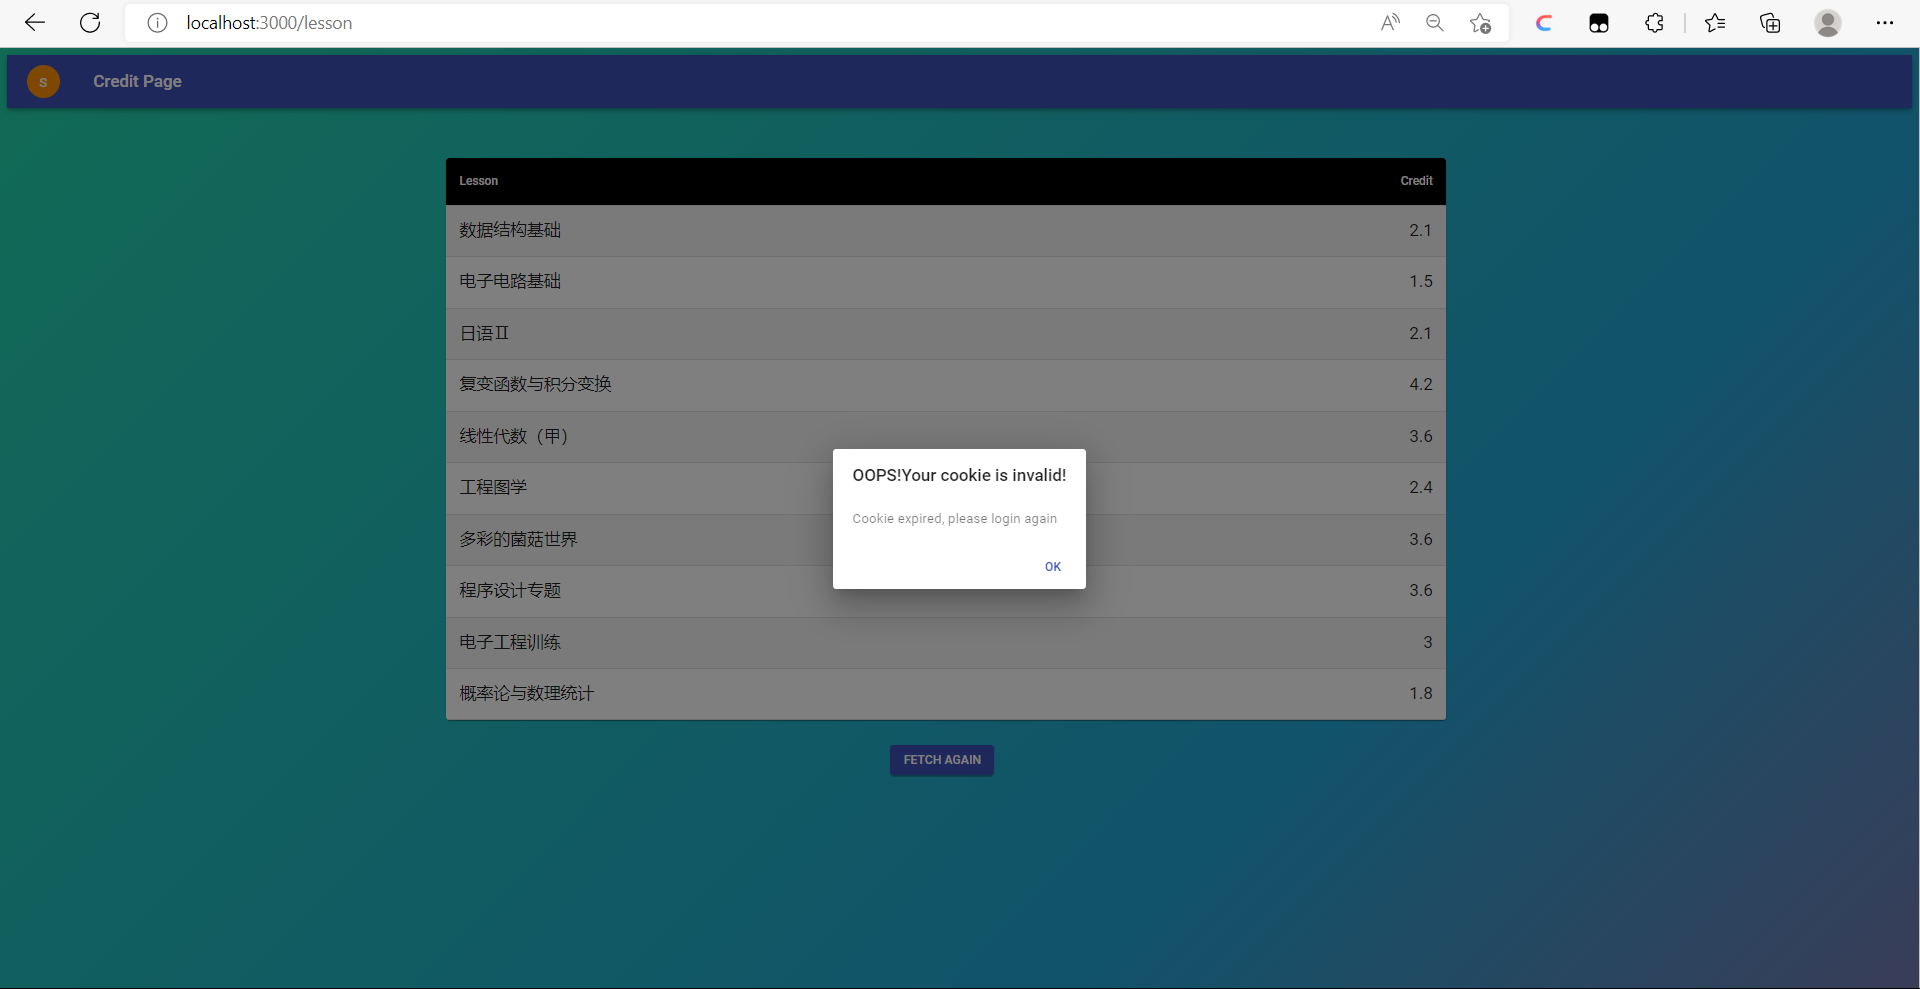 localhost:3000/lesson
S Credit Page
Lesson Credit
数据结构基础 2.1
电子电路基础 1.5
日语Ⅱ 2.1
复变函数与积分变换 4.2
线性代数（甲） 3.6
工程图学 2.4
多彩的菌菇世界 3.6
程序设计专题 3.6
电子工程训练 3
概率论与数理统计 1.8
OOPS!Your cookie is invalid!
Cookie expired, please login again
OK
FETCH AGAIN